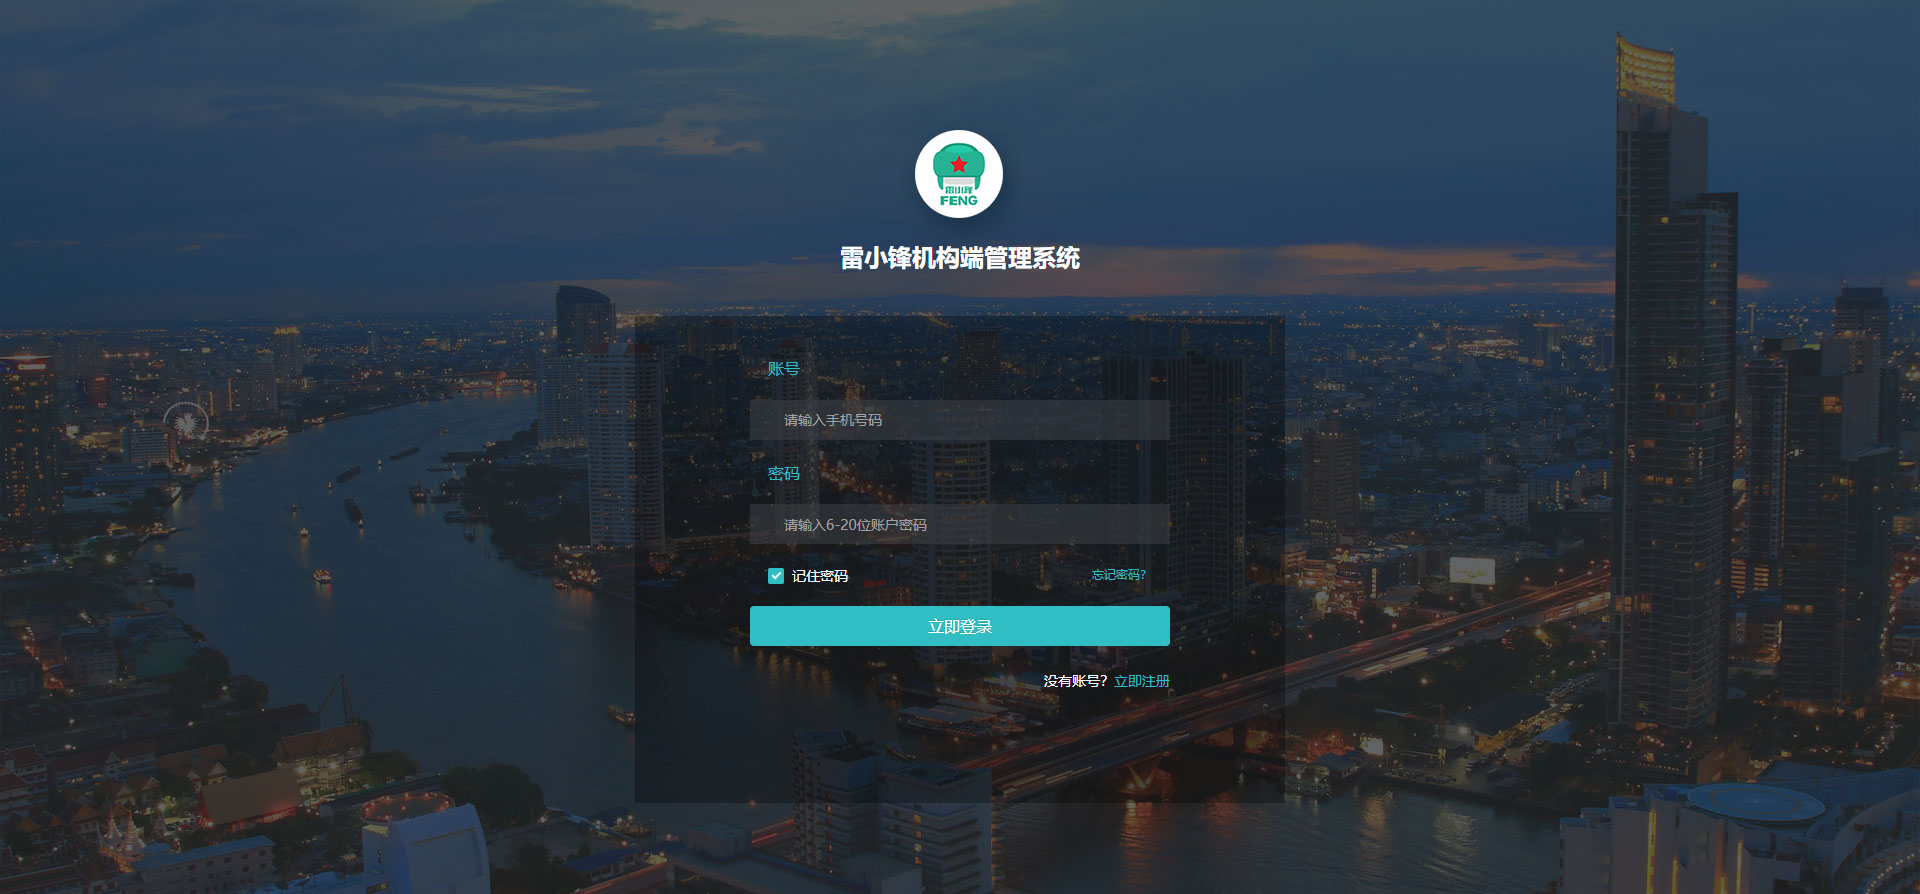 雷小锋
FENG
雷小锋机构端管理系统
账号
请输入手机号码
密码
请输入6-20位账户密码
记住密码
忘记密码?
立即登录
没有账号? 立即注册